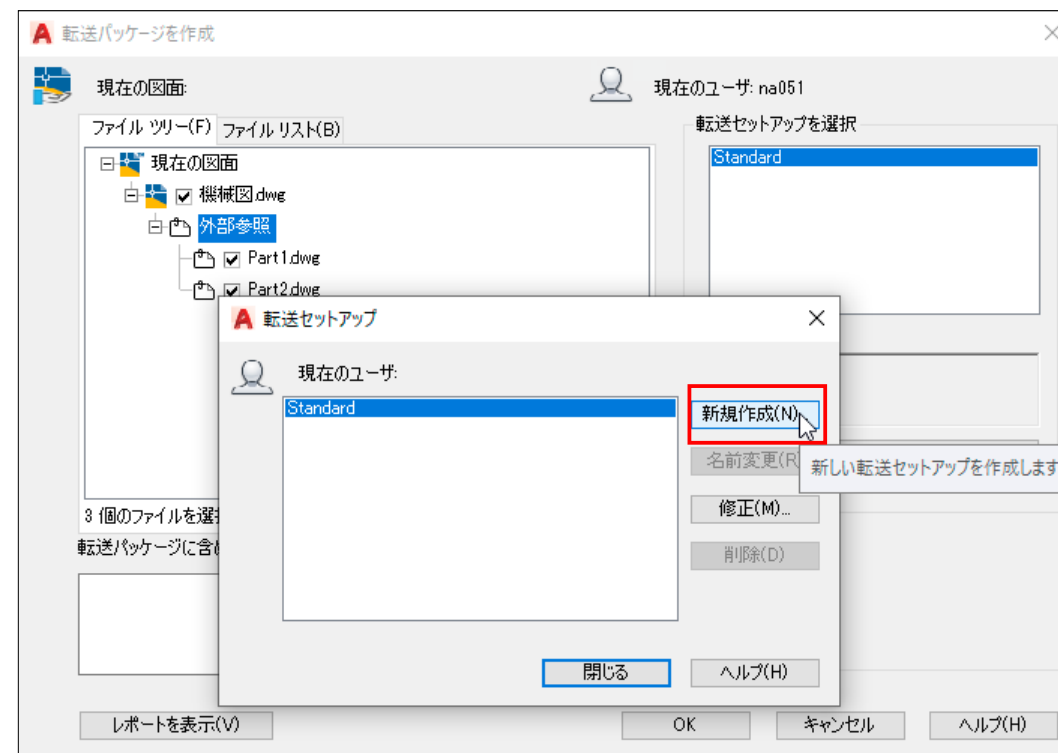 転送パッケージを作成
現在の図面:
現在のユーザ: na051
ファイル ツリー(F) ファイル リスト(B)
転送セットアップを選択
現在の図面
Standard
機械図.dwg
外部参照
Part1.dwg
Part2.dwg
転送セットアップ
現在のユーザ:
Standard
新規作成(N)...
名前変更(R
新しい転送セットアップを作成します
修正(M)...
削除(D)
3 個のファイルを選
転送パッケージに含
閉じる
ヘルプ(H)
レポートを表示(V)
OK
キャンセル
ヘルプ(H)